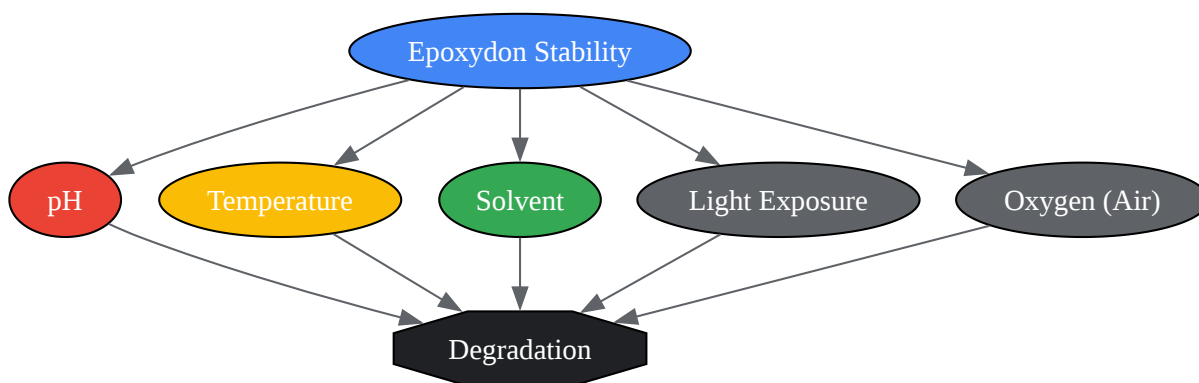 Epoxydon Stability
pH
Temperature
Solvent
Light Exposure
Oxygen (Air)
Degradation